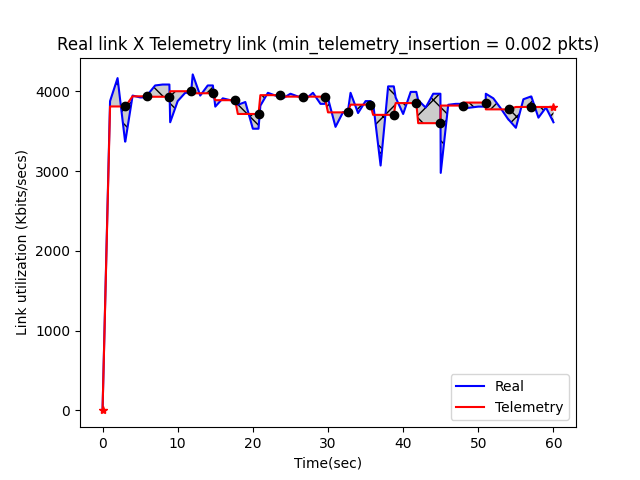 Real link X Telemetry link (min_telemetry_insertion = 0.002 pkts)
Link utilization (Kbits/secs)
4000
3000
2000
1000
0
0 10 20 30 40 50 60
Time(sec)
Real
Telemetry